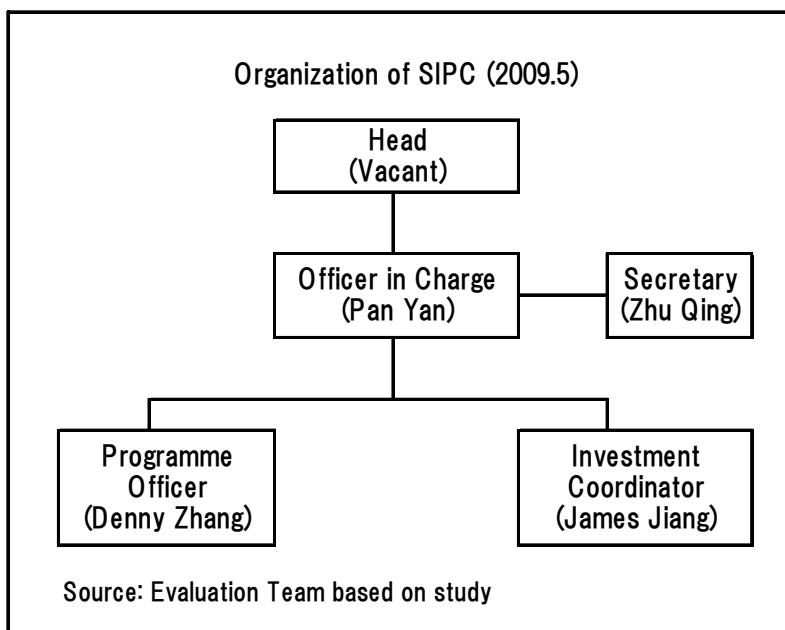 Organization of SIPC (2009.5)
Head
(Vacant)
Officer in Charge
(Pan Yan)
Secretary
(Zhu Qing)
Programme
Officer
(Denny Zhang)
Investment
Coordinator
(James Jiang)
Source: Evaluation Team based on study